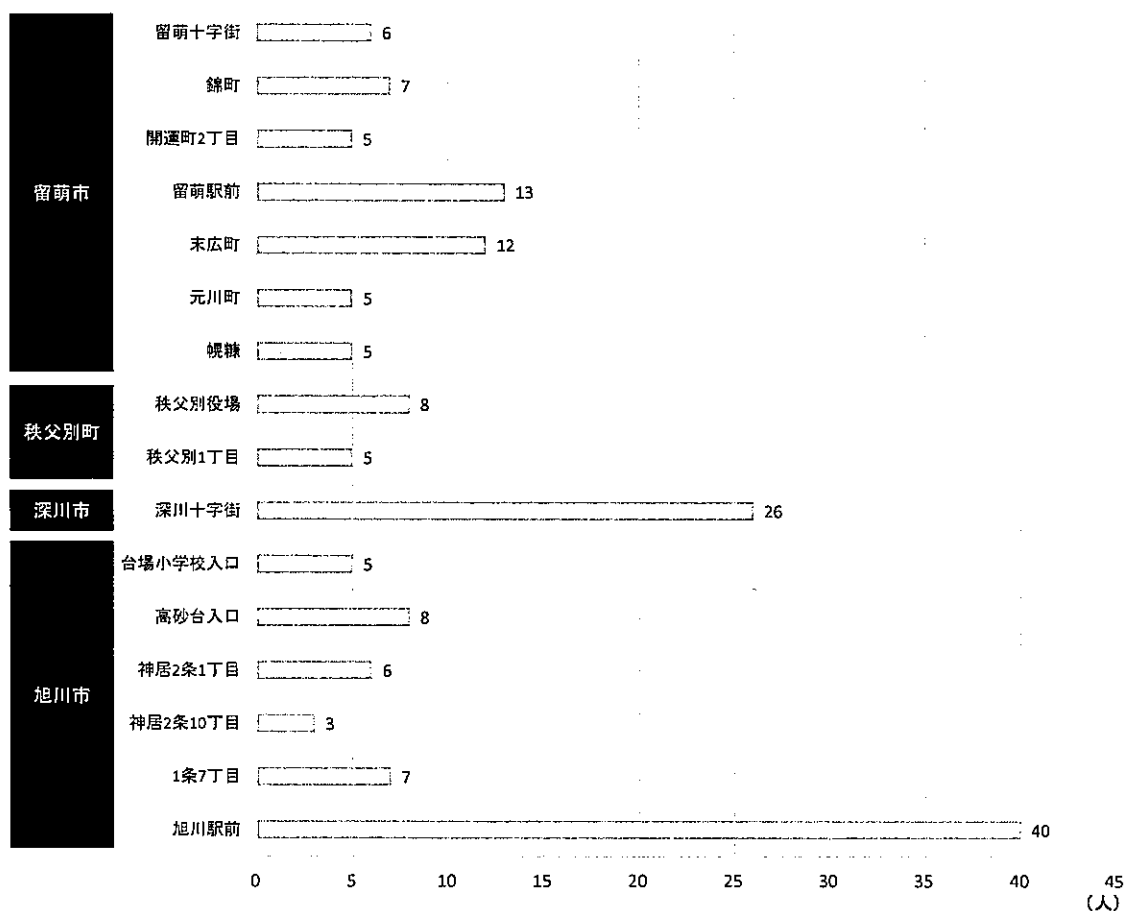 留萌市
留萌十字街 6
錦町 7
開運町2丁目 5
留萌駅前 13
末広町 12
元川町 5
幌糠 5
秩父別町
秩父別役場 8
秩父別1丁目 5
深川市
深川十字街 26
旭川市
台場小学校入口 5
高砂台入口 8
神居2条1丁目 6
神居2条10丁目 3
1条7丁目 7
旭川駅前 40
0 5 10 15 20 25 30 35 40 45
(人)